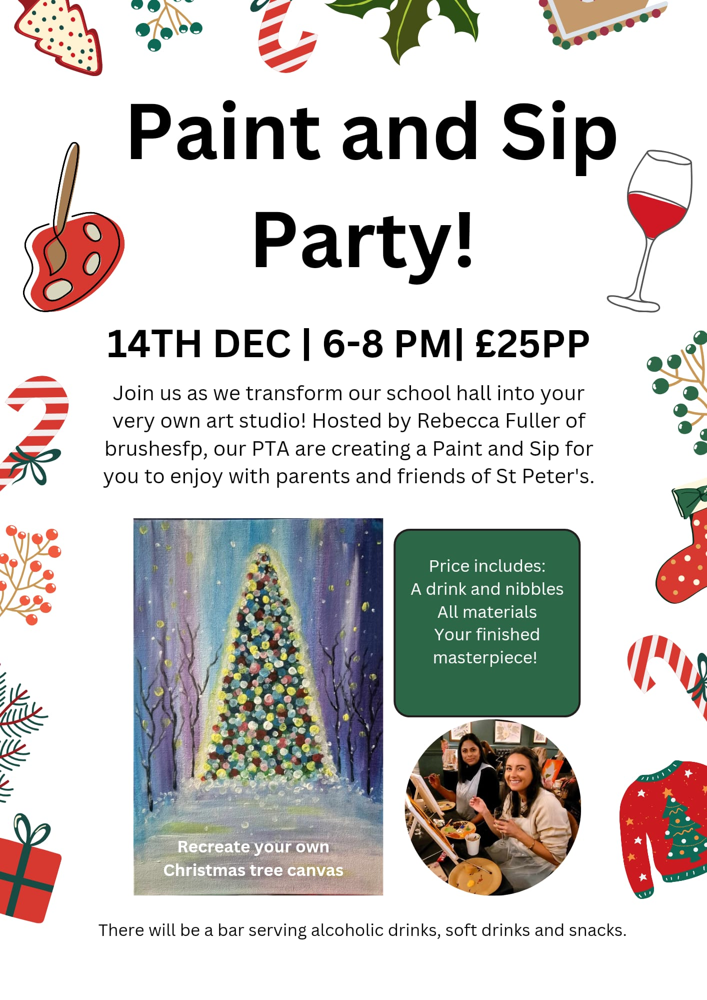 Paint and Sip
Party!
14TH DEC | 6-8 PM| £25PP
Join us as we transform our school hall into your
very own art studio! Hosted by Rebecca Fuller of
brushesfp, our PTA are creating a Paint and Sip for
you to enjoy with parents and friends of St Peter's.
Price includes:
A drink and nibbles
All materials
Your finished
masterpiece!
Recreate your own
Christmas tree canvas
There will be a bar serving alcoholic drinks, soft drinks and snacks.